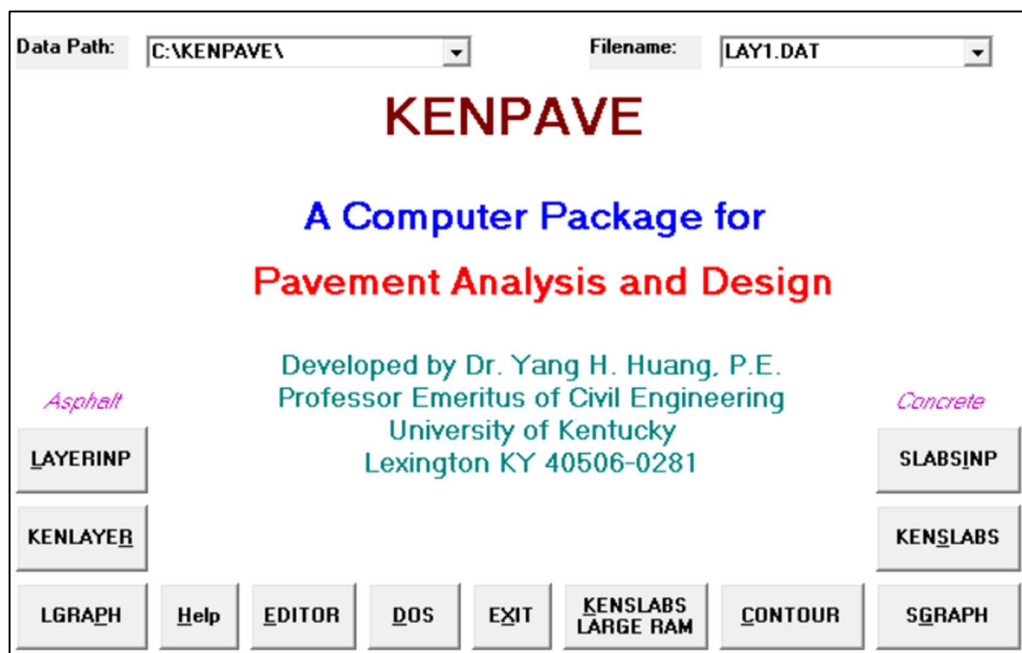 Data Path: C:\KENPAVE\ Filename: LAY1.DAT
KENPAVE
A Computer Package for
Pavement Analysis and Design
Developed by Dr. Yang H. Huang, P.E.
Professor Emeritus of Civil Engineering
University of Kentucky
Lexington KY 40506-0281
Asphalt
LAYERINP
KENLAYER
LGRAPH
Help
EDITOR
DOS
EXIT
KENSLABS
LARGE RAM
CONTOUR
Concrete
SLABSINP
KENSLABS
SGRAPH